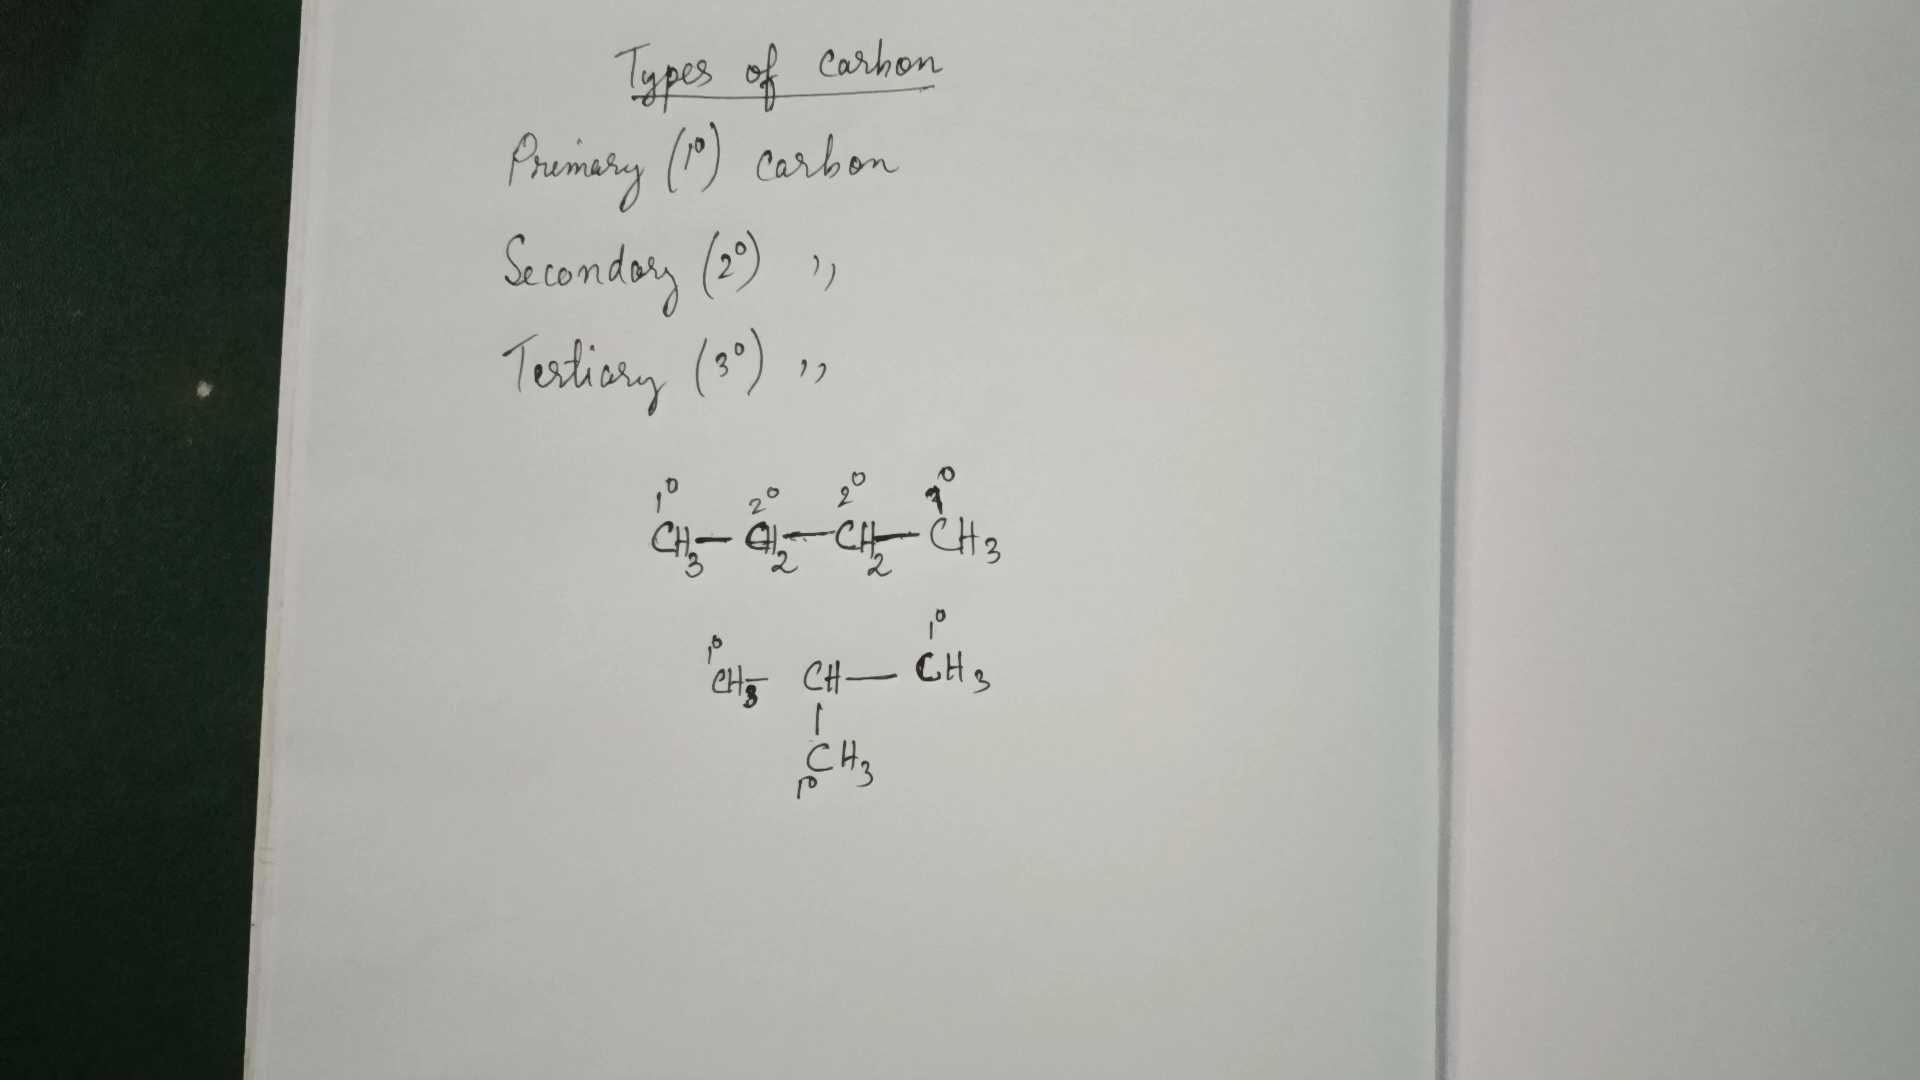 Types of carbon
Primary (1°) carbon
Secondary (2°) ,,
Tertiary (3°) ,,
1° 2° 2° 1°
CH3 — CH2 — CH2 — CH3
1° 1°
CH3 — CH — CH3
|
CH3
1°